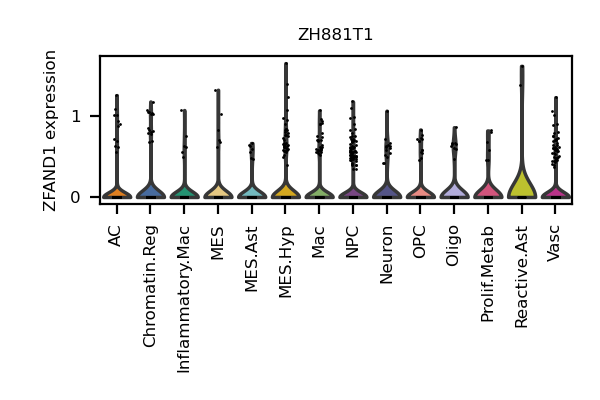 ZH881T1
ZFAND1 expression
1
0
AC
Chromatin.Reg
Inflammatory.Mac
MES
MES.Ast
MES.Hyp
Mac
NPC
Neuron
OPC
Oligo
Prolif.Metab
Reactive.Ast
Vasc